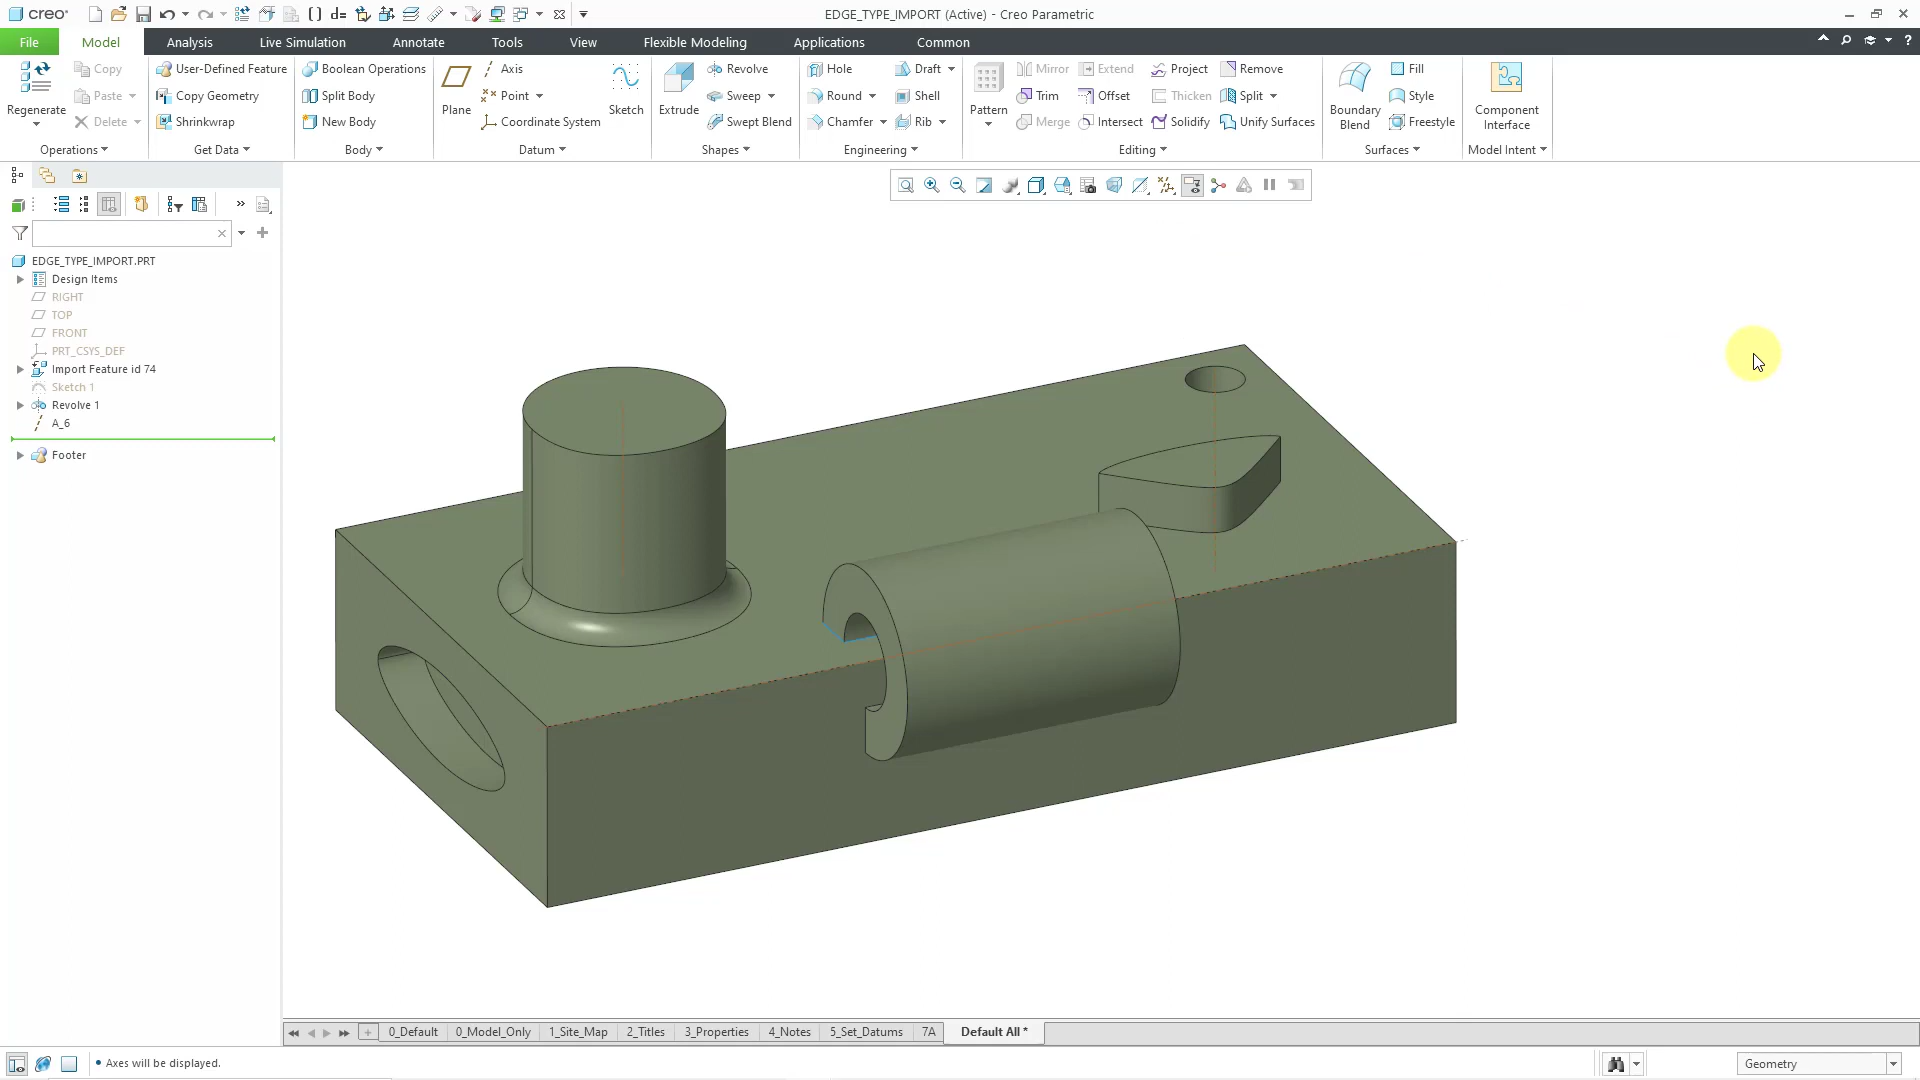 creo
EDGE_TYPE_IMPORT (Active) - Creo Parametric
File Model Analysis Live Simulation Annotate Tools View Flexible Modeling Applications Common
Regenerate
Copy
Paste
Delete
Operations
User-Defined Feature
Copy Geometry
Shrinkwrap
Get Data
Boolean Operations
Split Body
New Body
Body
Plane
Axis
Point
Coordinate System
Sketch
Datum
Extrude
Revolve
Sweep
Swept Blend
Shapes
Hole
Round
Chamfer
Draft
Shell
Rib
Engineering
Pattern
Mirror
Trim
Merge
Extend
Offset
Intersect
Project
Thicken
Solidify
Remove
Split
Unify Surfaces
Editing
Boundary
Blend
Fill
Style
Freestyle
Surfaces
Component
Interface
Model Intent
EDGE_TYPE_IMPORT.PRT
Design Items
RIGHT
TOP
FRONT
PRT_CSYS_DEF
Import Feature id 74
Sketch 1
Revolve 1
A_6
Footer
0_Default 0_Model_Only 1_Site_Map 2_Titles 3_Properties 4_Notes 5_Set_Datums 7A Default All *
• Axes will be displayed.
Geometry